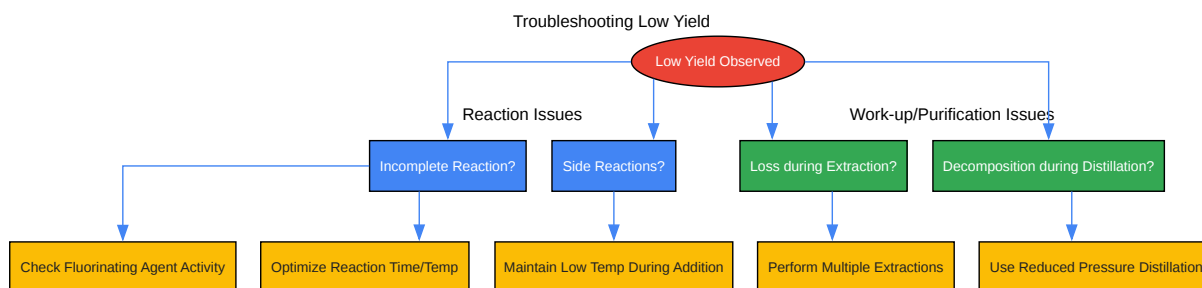 Troubleshooting Low Yield
Low Yield Observed
Reaction Issues
Work-up/Purification Issues
Incomplete Reaction?
Side Reactions?
Loss during Extraction?
Decomposition during Distillation?
Check Fluorinating Agent Activity
Optimize Reaction Time/Temp
Maintain Low Temp During Addition
Perform Multiple Extractions
Use Reduced Pressure Distillation